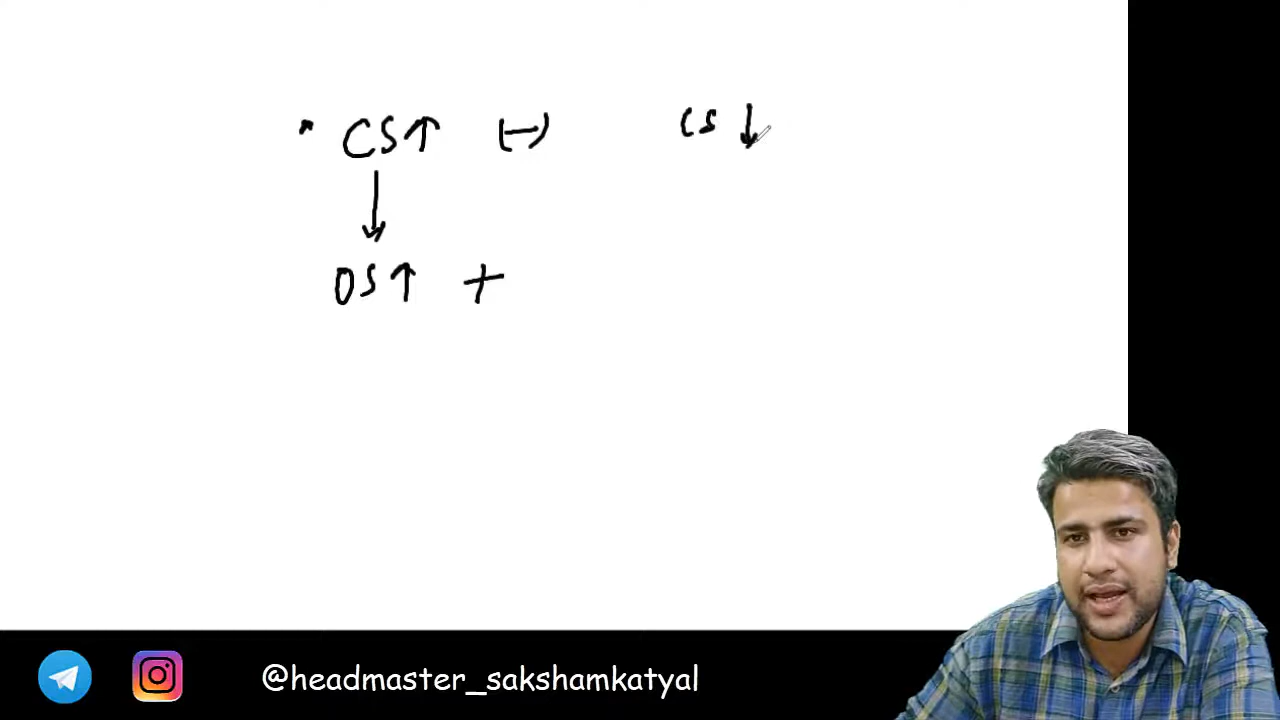 CS↑ (-) CS↓
↓
OS↑ +
@headmaster_sakshamkatyal